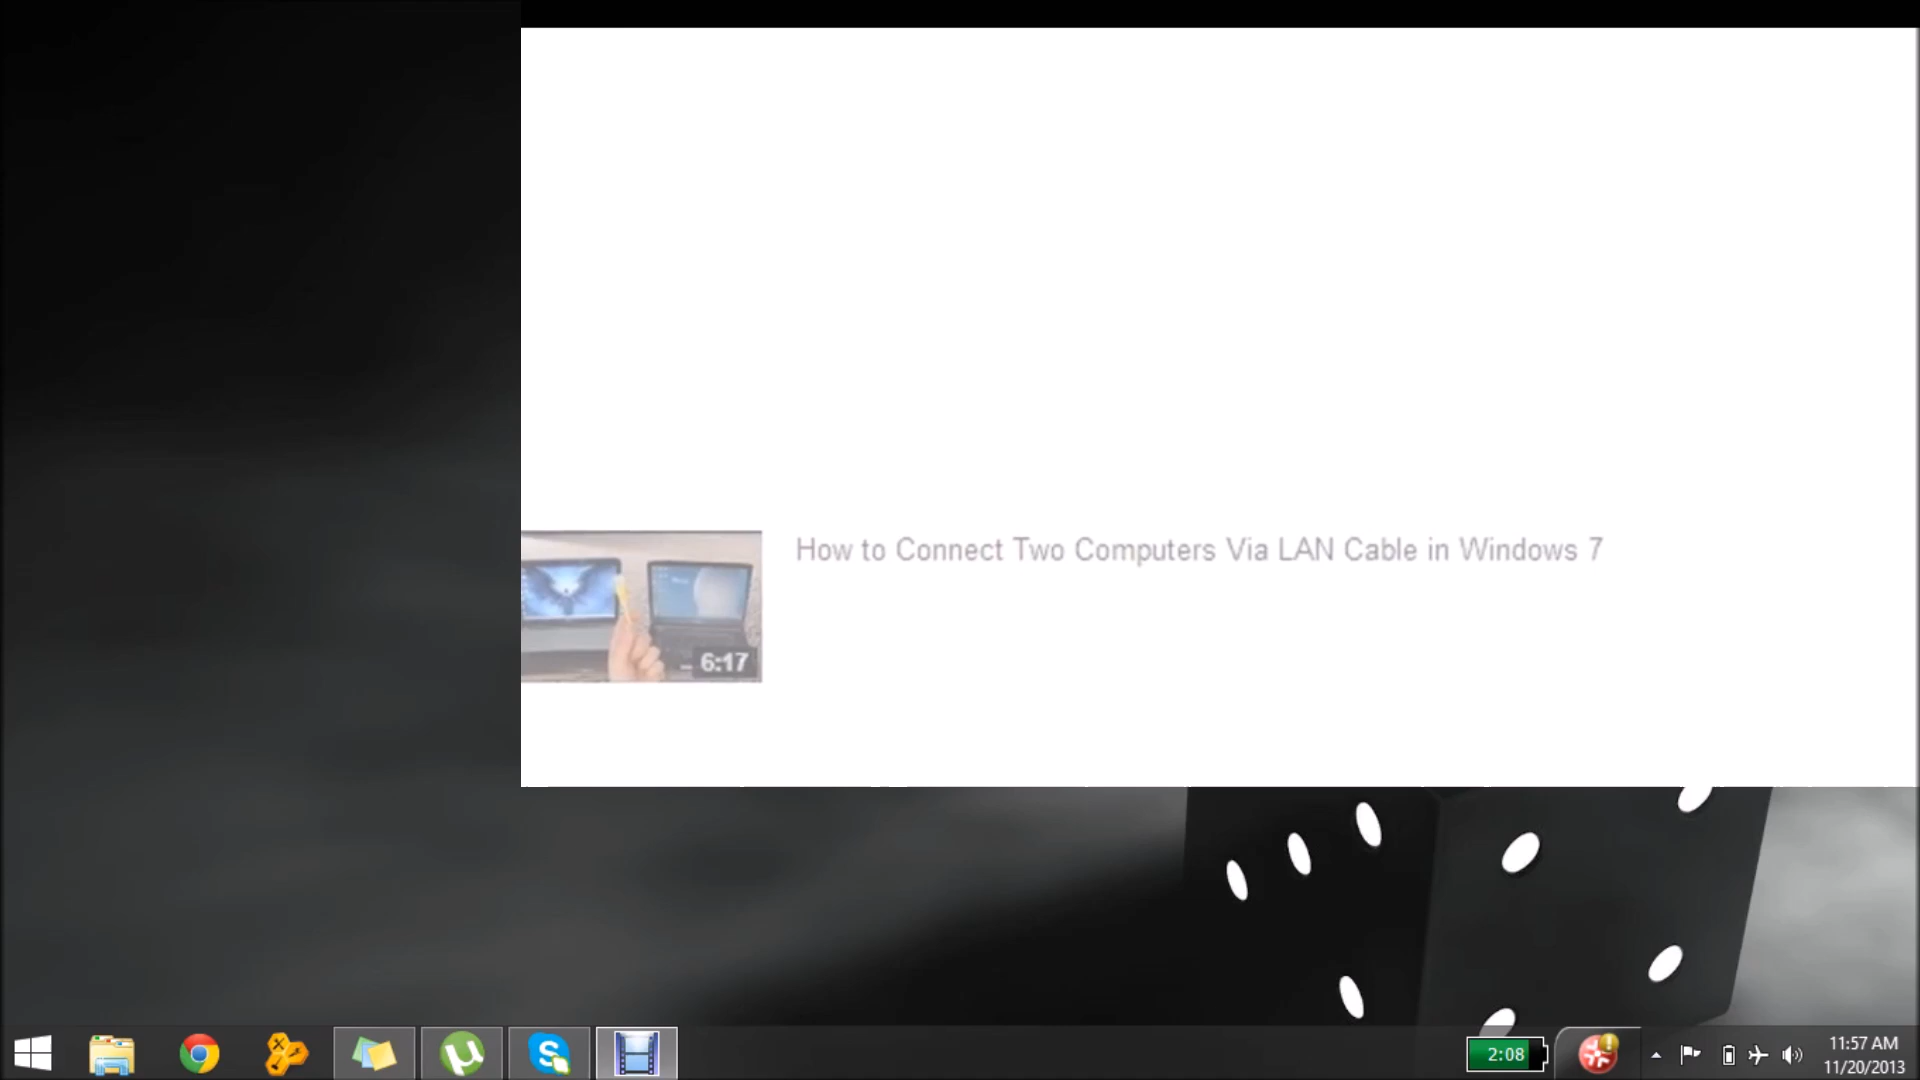 How to Connect Two Computers Via LAN Cable in Windows 7
6:17
2:08
11:57 AM
11/20/2013